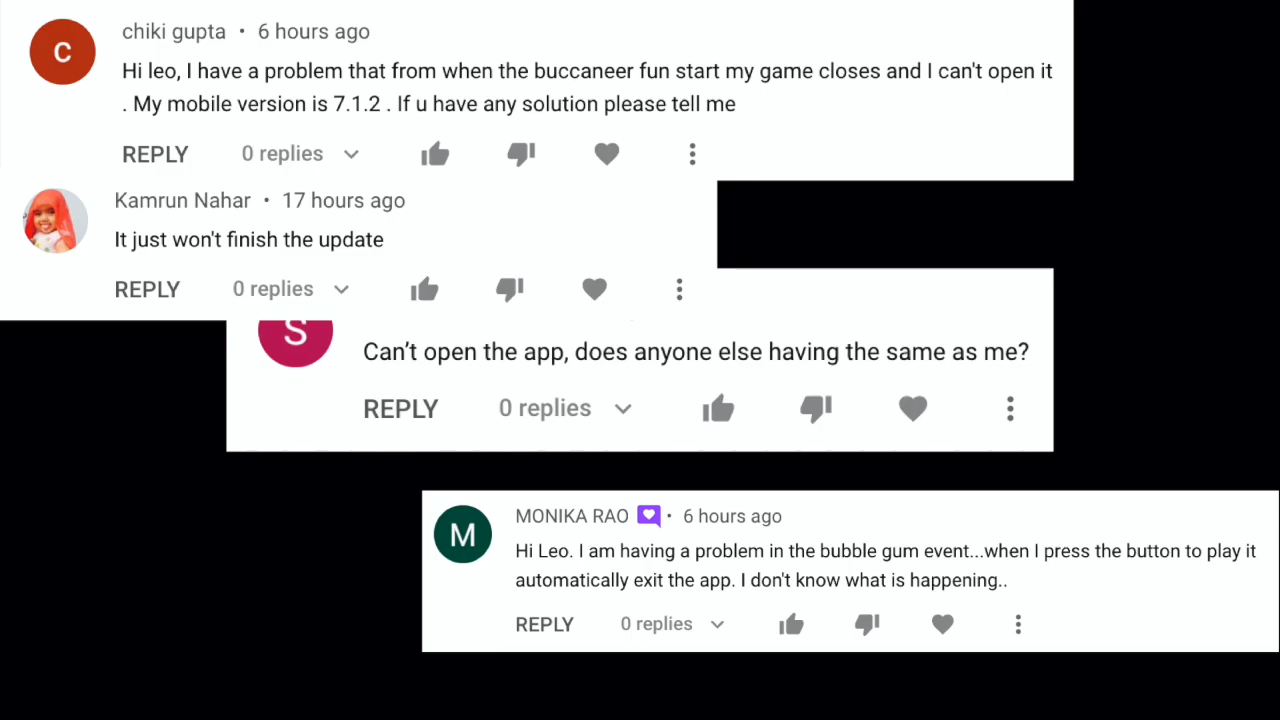 C
chiki gupta • 6 hours ago
Hi leo, I have a problem that from when the buccaneer fun start my game closes and I can't open it
. My mobile version is 7.1.2 . If u have any solution please tell me
REPLY 0 replies
Kamrun Nahar • 17 hours ago
It just won't finish the update
REPLY 0 replies
S
Can't open the app, does anyone else having the same as me?
REPLY 0 replies
M
MONIKA RAO • 6 hours ago
Hi Leo. I am having a problem in the bubble gum event...when I press the button to play it
automatically exit the app. I don't know what is happening..
REPLY 0 replies